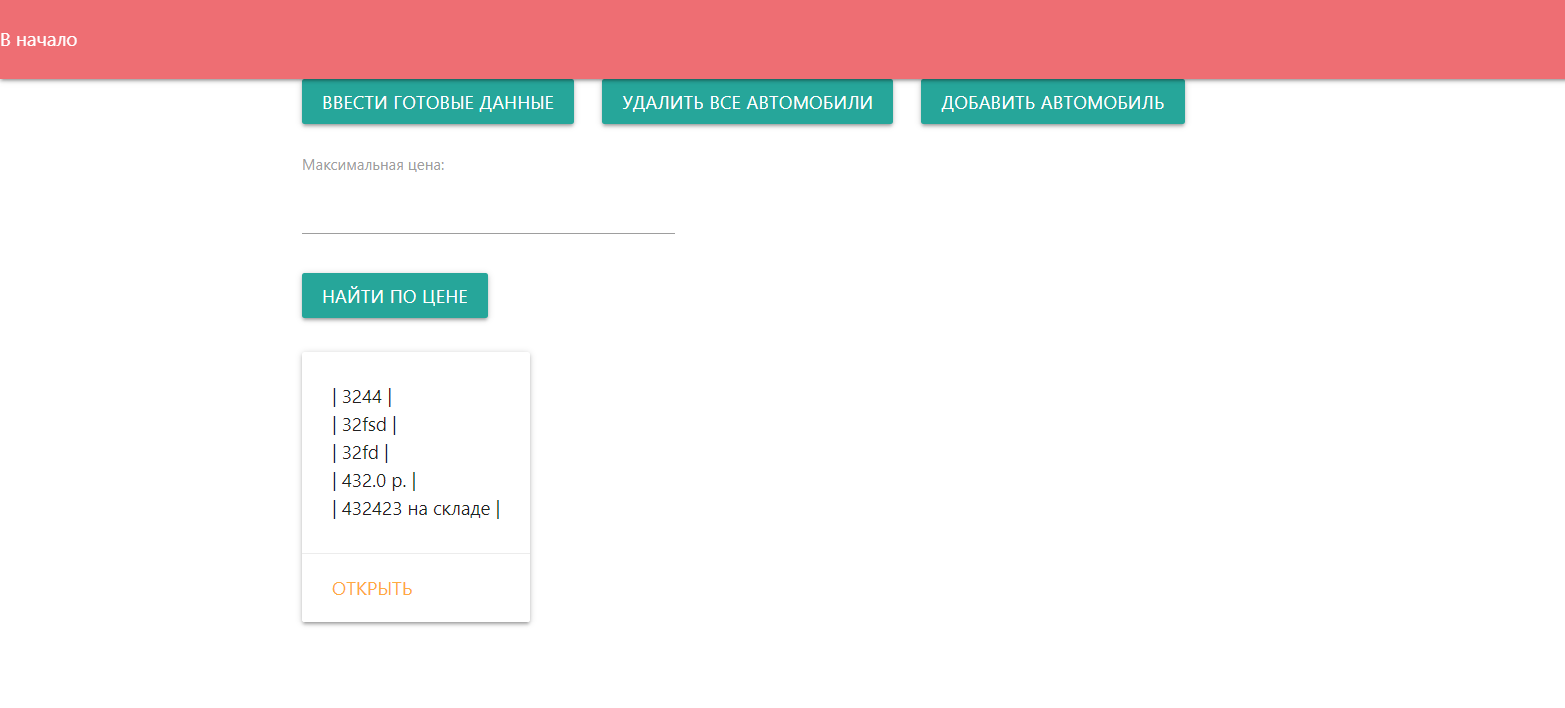 В начало
ВВЕСТИ ГОТОВЫЕ ДАННЫЕ
УДАЛИТЬ ВСЕ АВТОМОБИЛИ
ДОБАВИТЬ АВТОМОБИЛЬ
Максимальная цена:
НАЙТИ ПО ЦЕНЕ
| 3244 |
| 32fsd |
| 32fd |
| 432.0 р. |
| 432423 на складе |
ОТКРЫТЬ